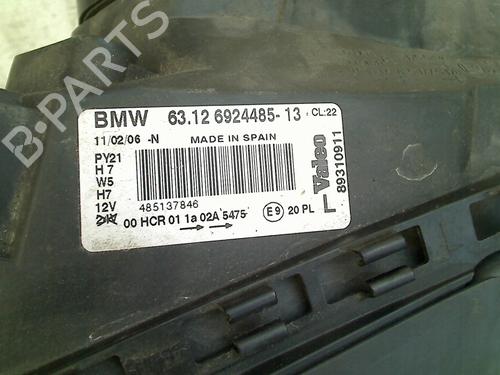 BMW 63.12 6924485-13 CL:22
11/02/06 -N MADE IN SPAIN
PY21
H7
W5
H7
12V 485137846
00 HCR 01 1a 02A 5475 E9 20 PL
L Valeo
89310911
B-PARTS